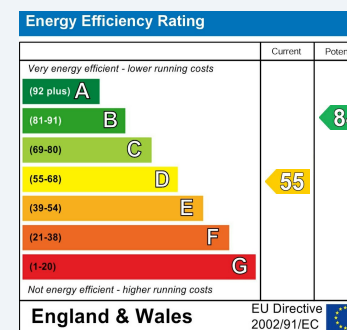 Energy Efficiency Rating
Current
Very energy efficient - lower running costs
(92 plus) A
(81-91) B
(69-80) C
(55-68) D
55
(39-54) E
(21-38) F
(1-20) G
Not energy efficient - higher running costs
England & Wales
EU Directive
2002/91/EC